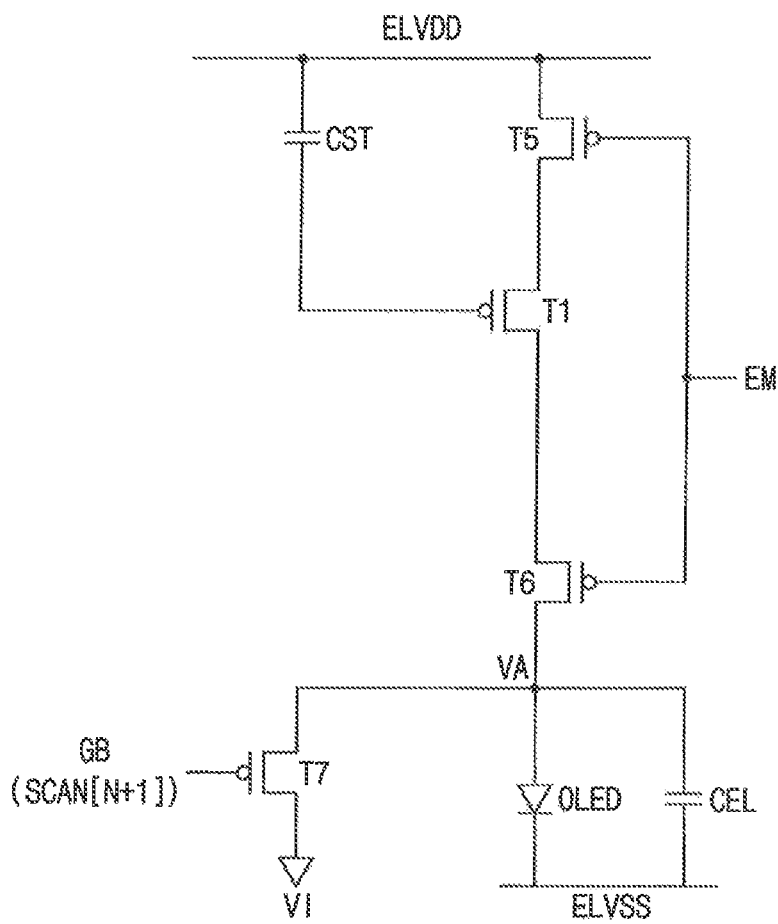 ELVDD
CST
T5
T1
EM
T6
VA
GB
(SCAN[N+1])
T7
OLED
CEL
VI
ELVSS